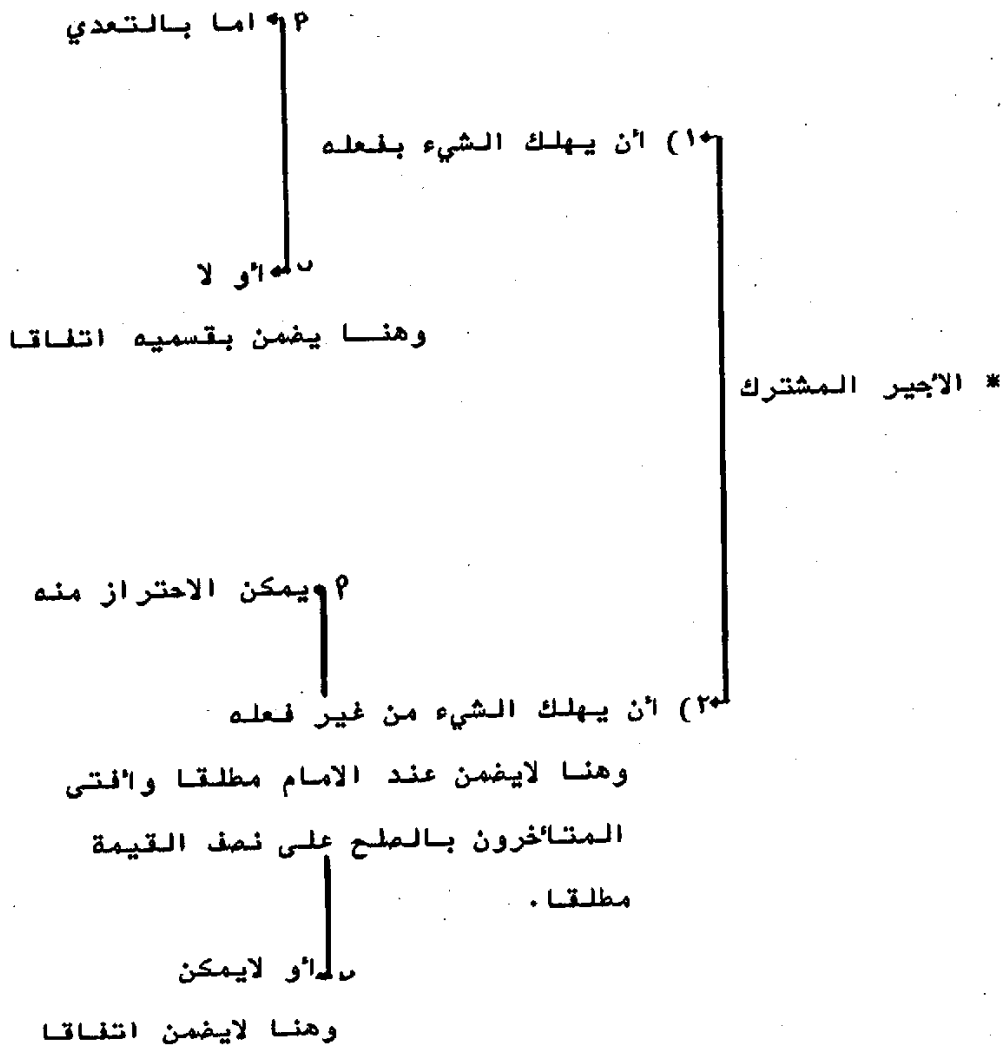 أ اما بالتعدي
١) أن يهلك الشيء بفعله
ب أو لا
وهنا يضمن بقسميه اتفاقا
* الأجير المشترك
أ يمكن الاحتراز منه
٢) أن يهلك الشيء من غير فعله
وهنا لايضمن عند الامام مطلقا وأفتى
المتأخرون بالصلح على نصف القيمة
مطلقا.
ب أو لايمكن
وهنا لايضمن اتفاقا